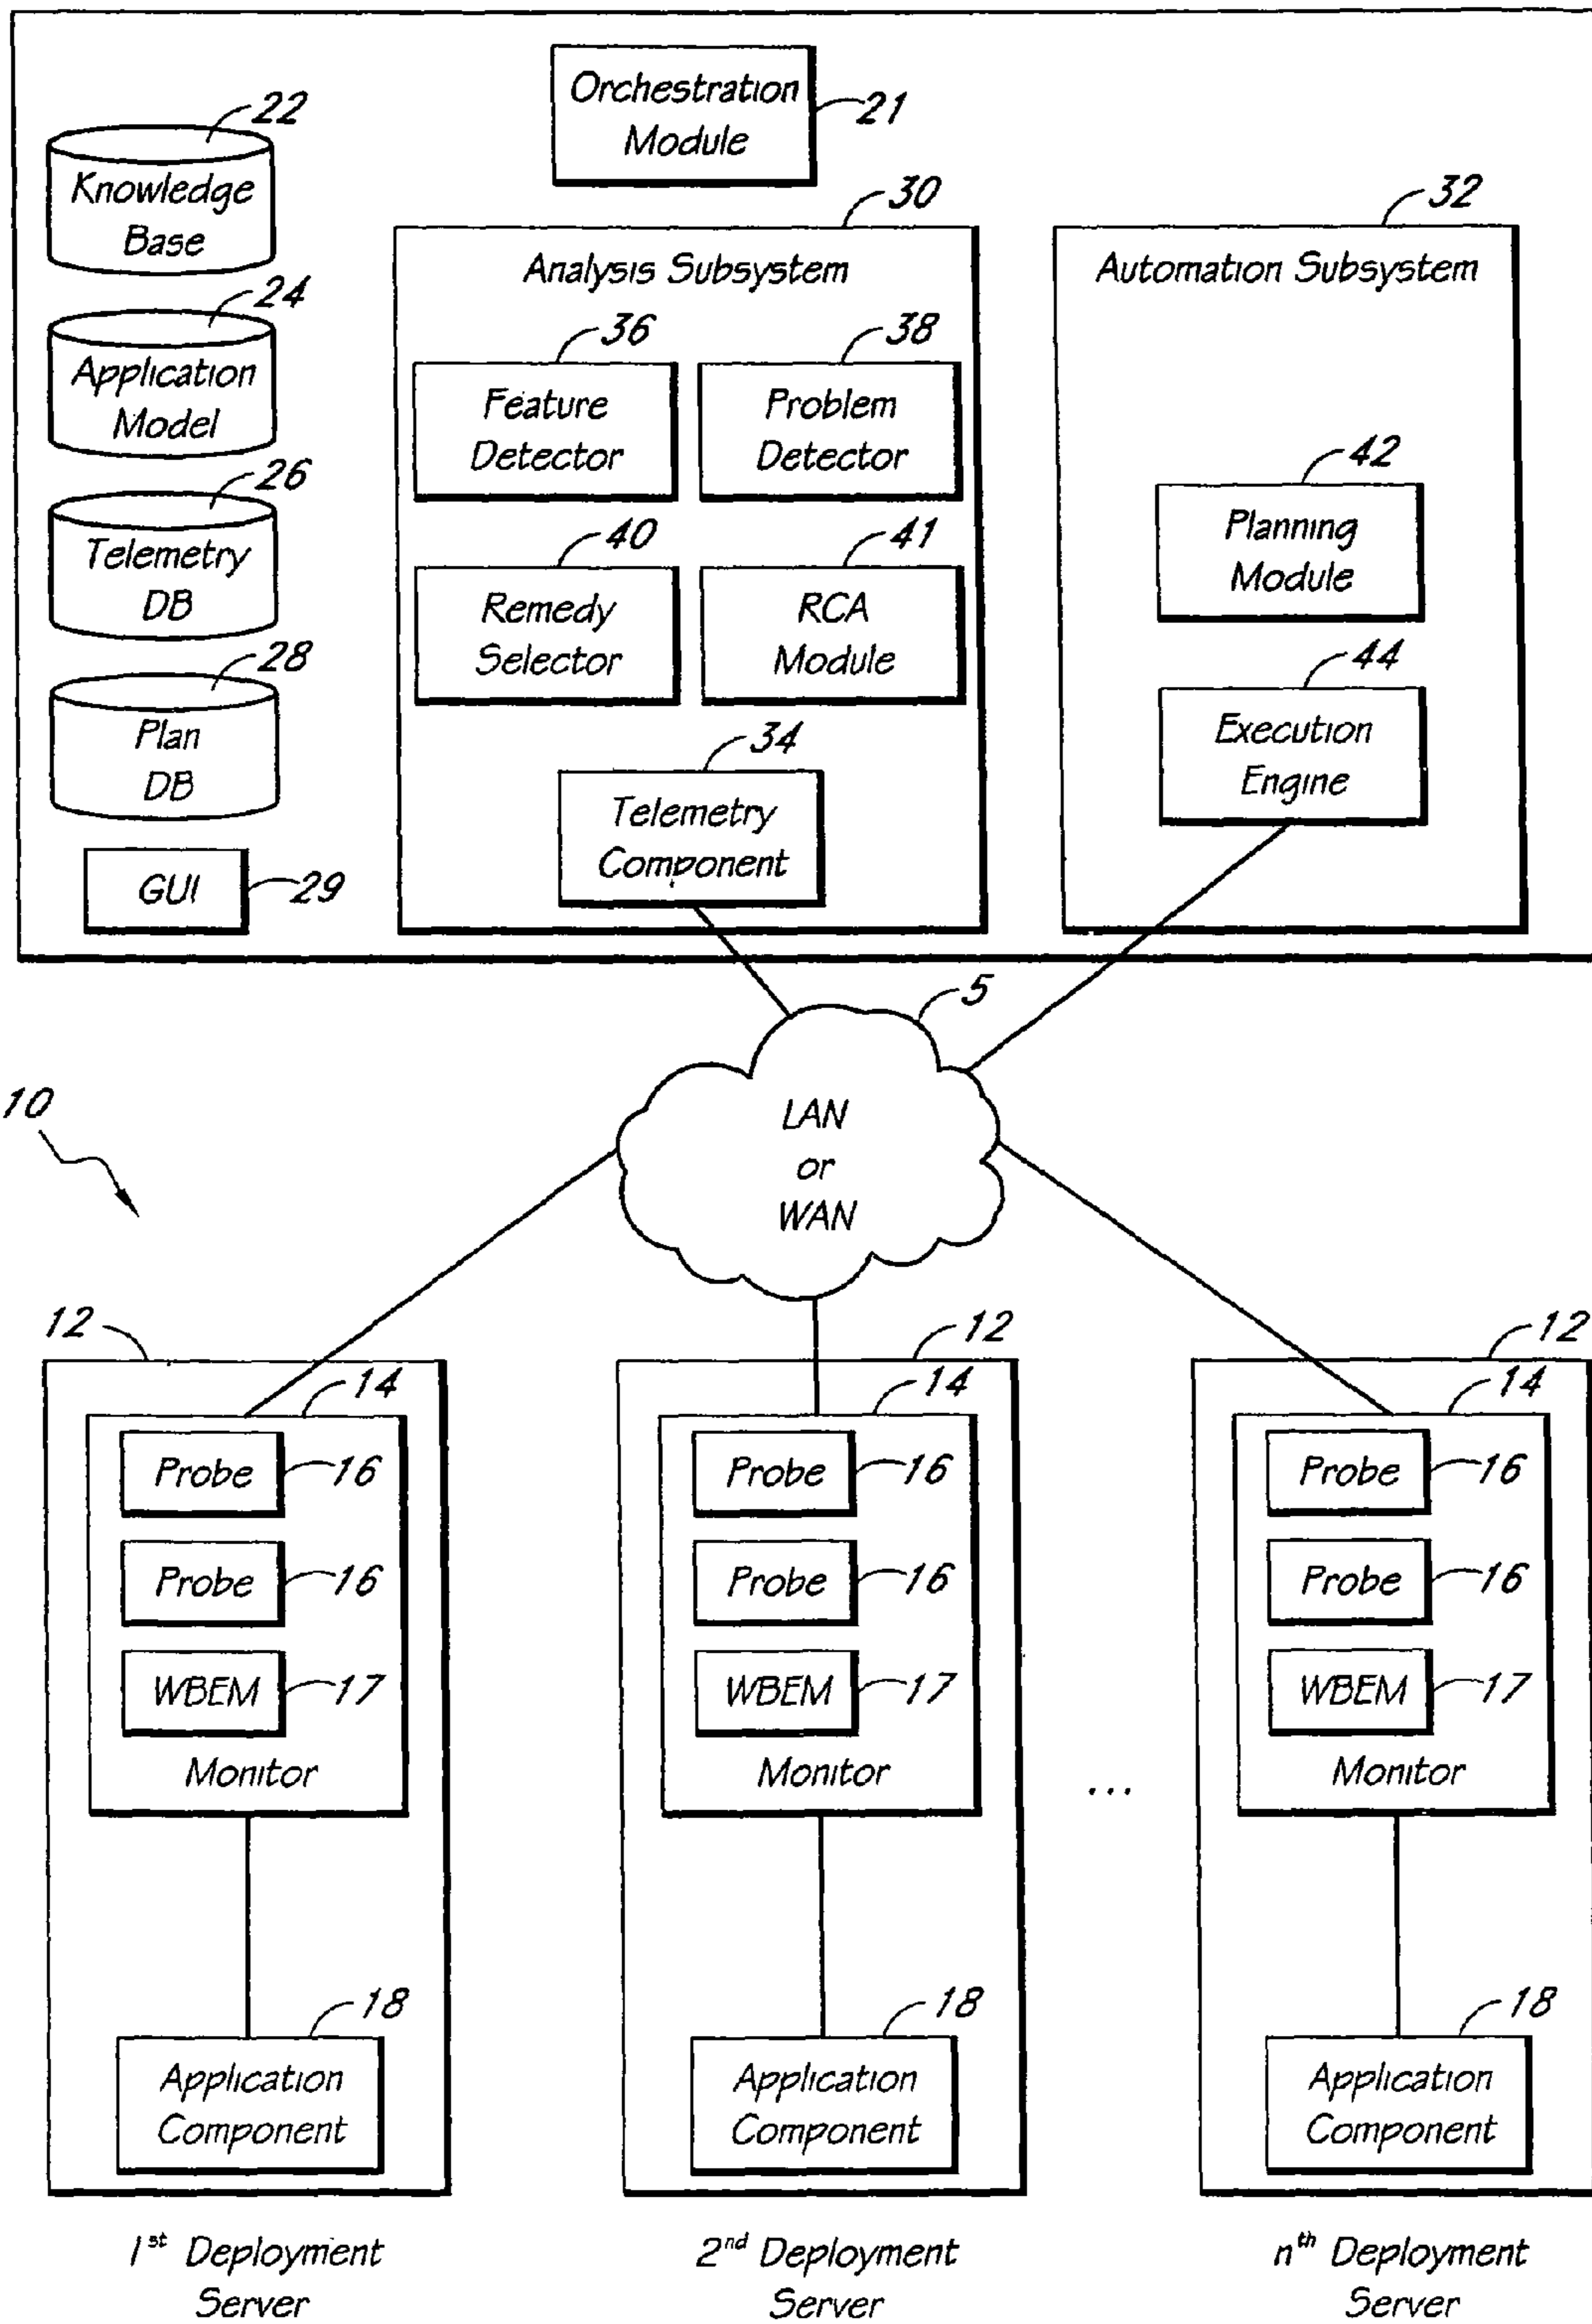 Orchestration
Module
21
22
Knowledge
Base
30
32
Analysis Subsystem
Automation Subsystem
24
Application
Model
36
38
Feature
Detector
Problem
Detector
42
Planning
Module
26
Telemetry
DB
40
41
Remedy
Selector
RCA
Module
44
Execution
Engine
28
Plan
DB
34
Telemetry
Component
GUI
29
5
LAN
or
WAN
10
12
14
Probe
16
Probe
16
WBEM
17
Monitor
18
Application
Component
1st Deployment
Server
12
14
Probe
16
Probe
16
WBEM
17
Monitor
18
Application
Component
2nd Deployment
Server
...
12
14
Probe
16
Probe
16
WBEM
17
Monitor
18
Application
Component
nth Deployment
Server